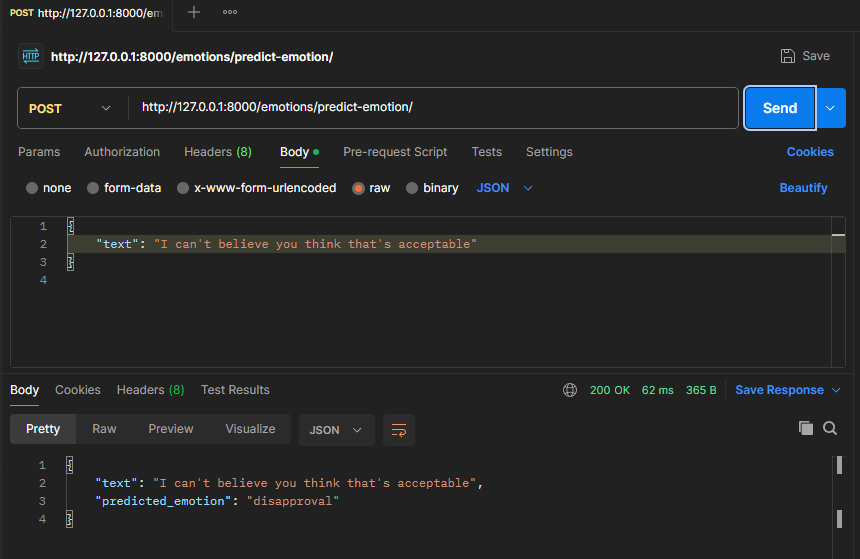 POST http://127.0.0.1:8000/em
HTTP http://127.0.0.1:8000/emotions/predict-emotion/ Save
POST http://127.0.0.1:8000/emotions/predict-emotion/ Send
Params Authorization Headers (8) Body Pre-request Script Tests Settings Cookies
none form-data x-www-form-urlencoded raw binary JSON Beautify
1 {
2 "text": "I can't believe you think that's acceptable"
3 }
4
Body Cookies Headers (8) Test Results 200 OK 62 ms 365 B Save Response
Pretty Raw Preview Visualize JSON
1 {
2 "text": "I can't believe you think that's acceptable",
3 "predicted_emotion": "disapproval"
4 }